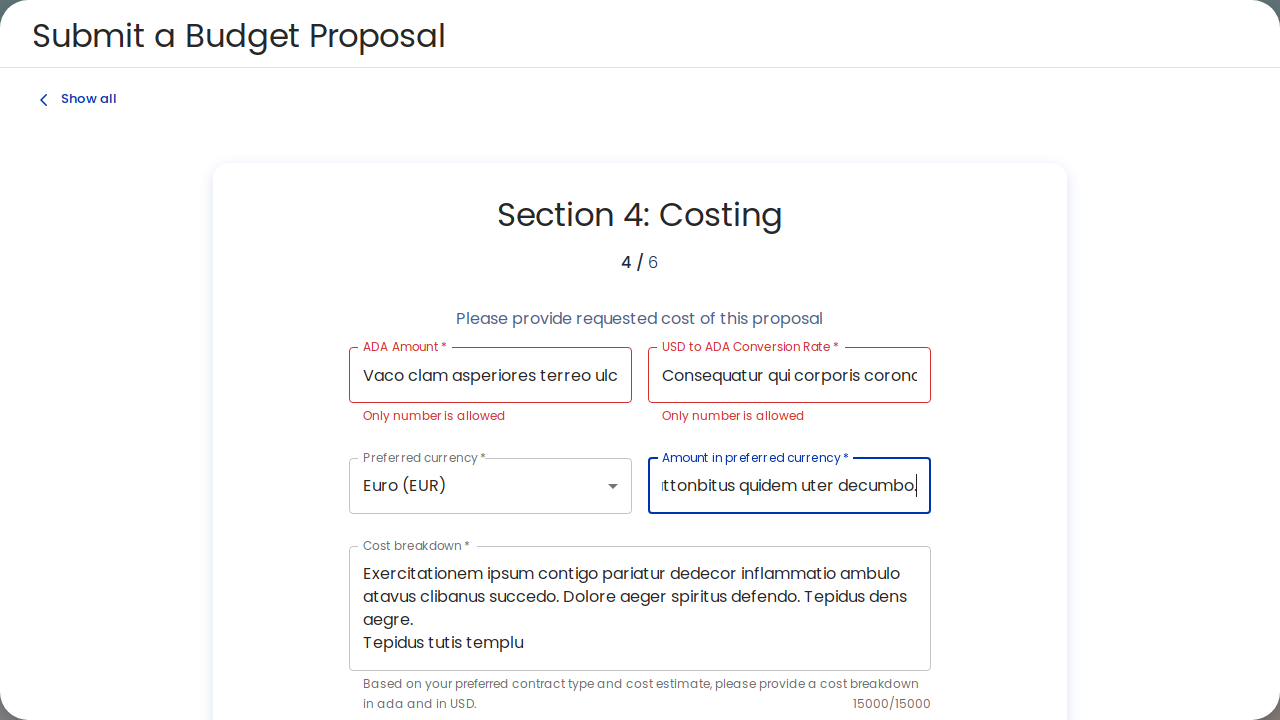 Submit a Budget Proposal
Show all
Section 4: Costing
4 / 6
Please provide requested cost of this proposal
ADA Amount *
USD to ADA Conversion Rate *
Vaco clam asperiores terreo ulc
Consequatur qui corporis corona
Only number is allowed
Only number is allowed
Preferred currency *
Amount in preferred currency *
Euro (EUR)
ttonbitus quidem uter decumbo.
Cost breakdown *
Exercitationem ipsum contigo pariatur dedecor inflammatio ambulo
atavus clibanus succedo. Dolore aeger spiritus defendo. Tepidus dens
aegre.
Tepidus tutis templu
Based on your preferred contract type and cost estimate, please provide a cost breakdown
in ada and in USD.
15000/15000